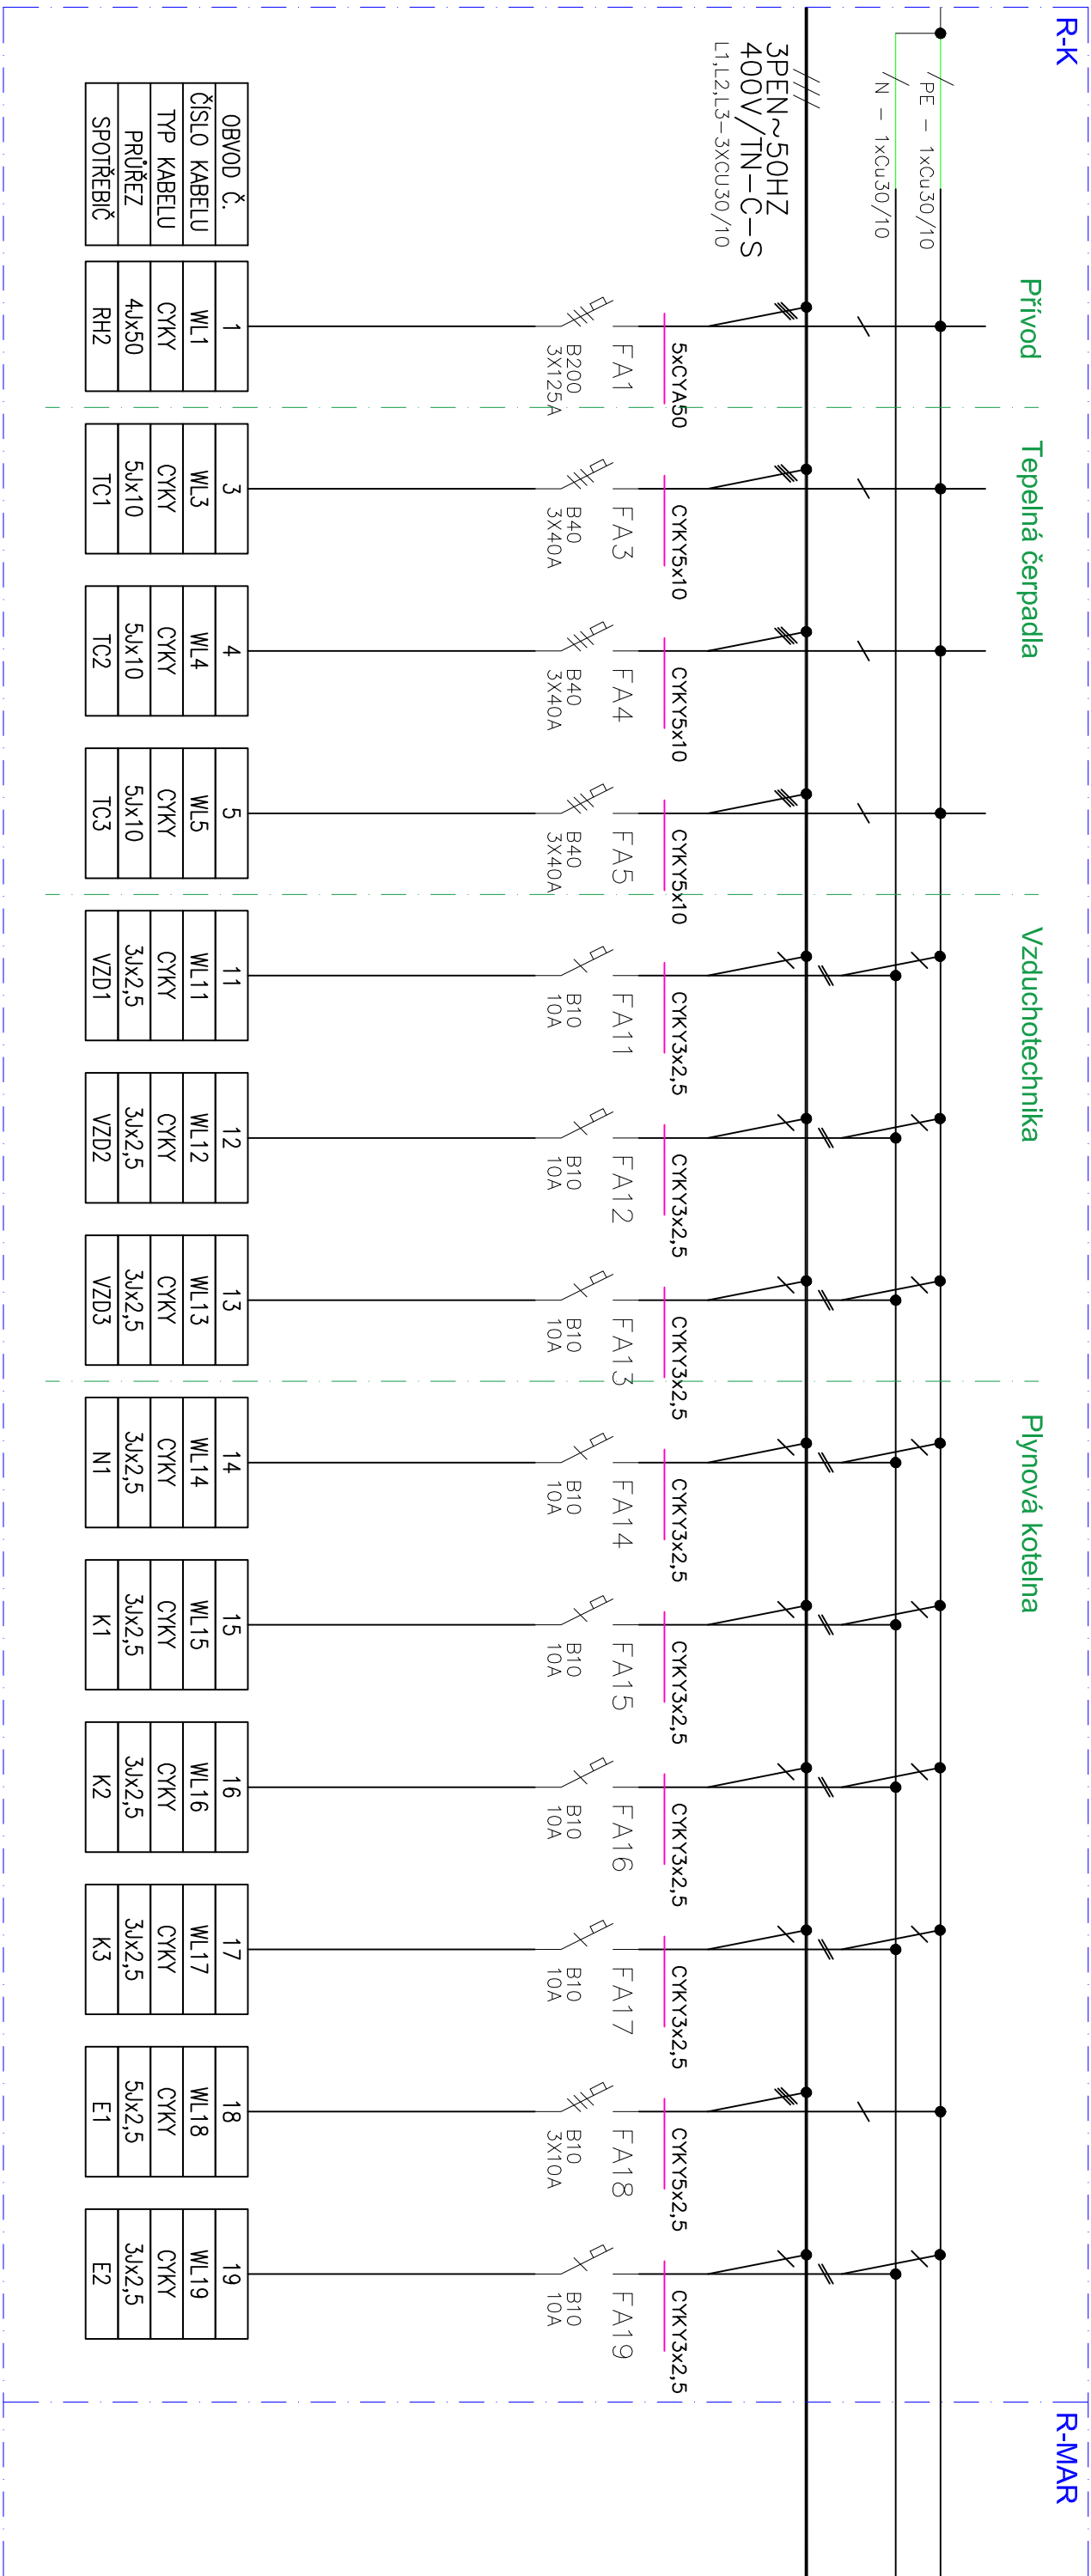 R-K
Přívod
Tepelná čerpadla
Vzduchotechnika
Plynová kotelna
R-MAR
PE - 1xCu30/10
N - 1xCu30/10
3PEN~50HZ
400V/TN-C-S
L1,L2,L3-3XCU30/10
5xCYA50
FA1
B200
3X125A
CYKY5x10
FA3
B40
3X40A
CYKY5x10
FA4
B40
3X40A
CYKY5x10
FA5
B40
3X40A
CYKY3x2,5
FA11
B10
10A
CYKY3x2,5
FA12
B10
10A
CYKY3x2,5
FA13
B10
10A
CYKY3x2,5
FA14
B10
10A
CYKY3x2,5
FA15
B10
10A
CYKY3x2,5
FA16
B10
10A
CYKY3x2,5
FA17
B10
10A
CYKY5x2,5
FA18
B10
3X10A
CYKY3x2,5
FA19
B10
10A
OBVOD Č. 1 3 4 5 11 12 13 14 15 16 17 18 19
ČÍSLO KABELU WL1 WL3 WL4 WL5 WL11 WL12 WL13 WL14 WL15 WL16 WL17 WL18 WL19
TYP KABELU CYKY CYKY CYKY CYKY CYKY CYKY CYKY CYKY CYKY CYKY CYKY CYKY CYKY
PRŮŘEZ 4Jx50 5Jx10 5Jx10 5Jx10 3Jx2,5 3Jx2,5 3Jx2,5 3Jx2,5 3Jx2,5 3Jx2,5 3Jx2,5 5Jx2,5 3Jx2,5
SPOTŘEBIČ RH2 TC1 TC2 TC3 VZD1 VZD2 VZD3 N1 K1 K2 K3 E1 E2